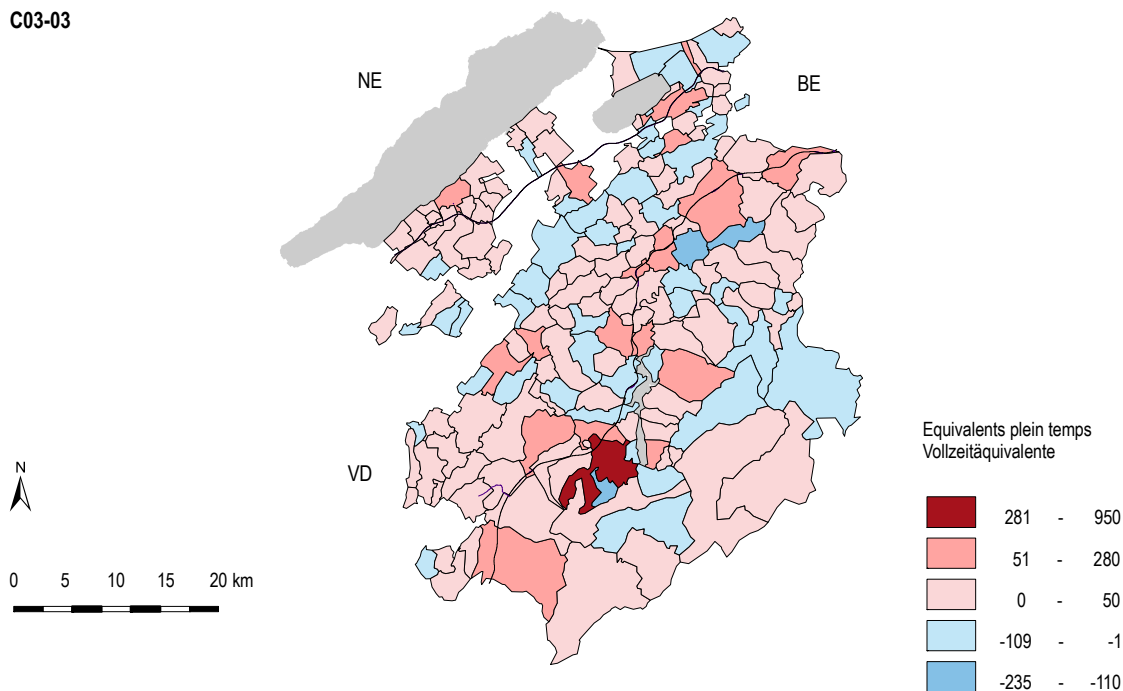 C03-03
NE
BE
VD
N
0 5 10 15 20 km
Equivalents plein temps
Vollzeitäquivalente
281 - 950
51 - 280
0 - 50
-109 - -1
-235 - -110